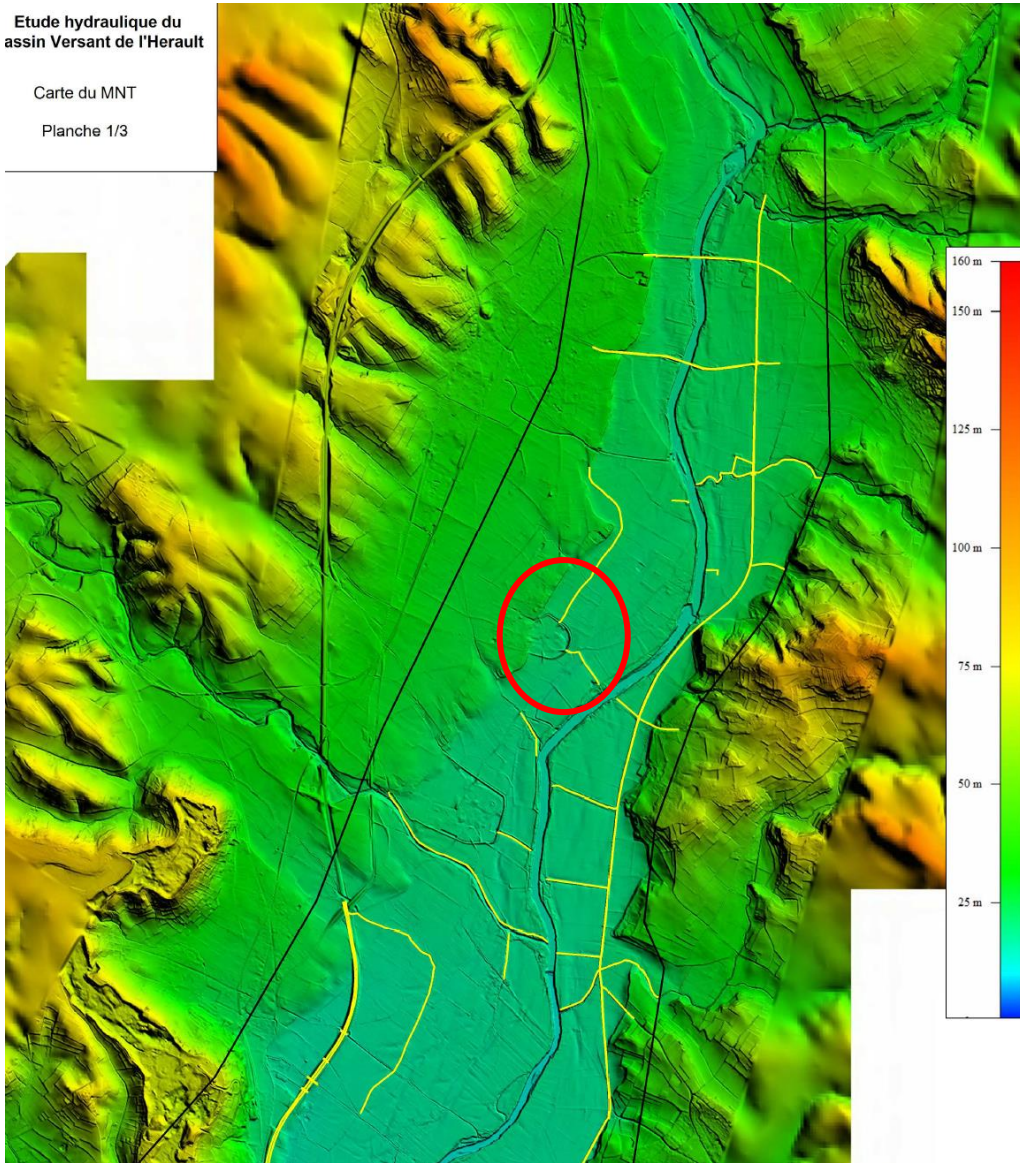 Etude hydraulique du
assin Versant de l'Herault
Carte du MNT
Planche 1/3
160 m
150 m
125 m
100 m
75 m
50 m
25 m